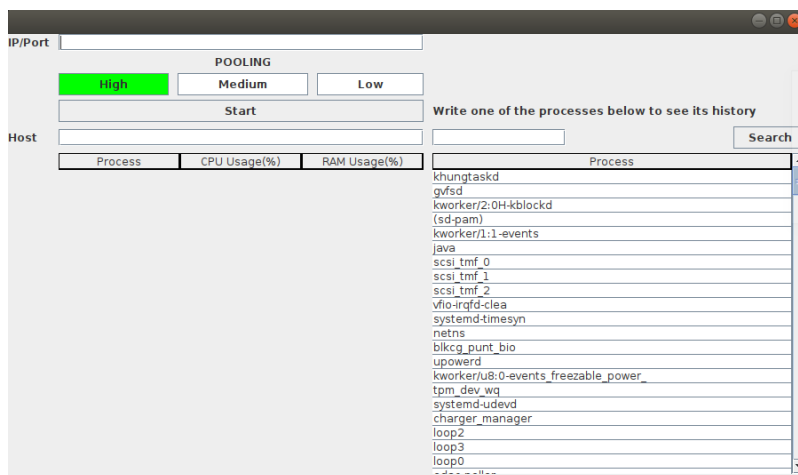 IP/Port
POOLING
High Medium Low
Start Write one of the processes below to see its history
Host Search
Process CPU Usage(%) RAM Usage(%) Process
khungtaskd
gvfsd
kworker/2:0H-kblockd
(sd-pam)
kworker/1:1-events
java
scsi_tmf_0
scsi_tmf_1
scsi_tmf_2
vfio-irqfd-clea
systemd-timesyn
netns
blkcg_punt_bio
upowerd
kworker/u8:0-events_freezable_power_
tpm_dev_wq
systemd-udevd
charger_manager
loop2
loop3
loop0